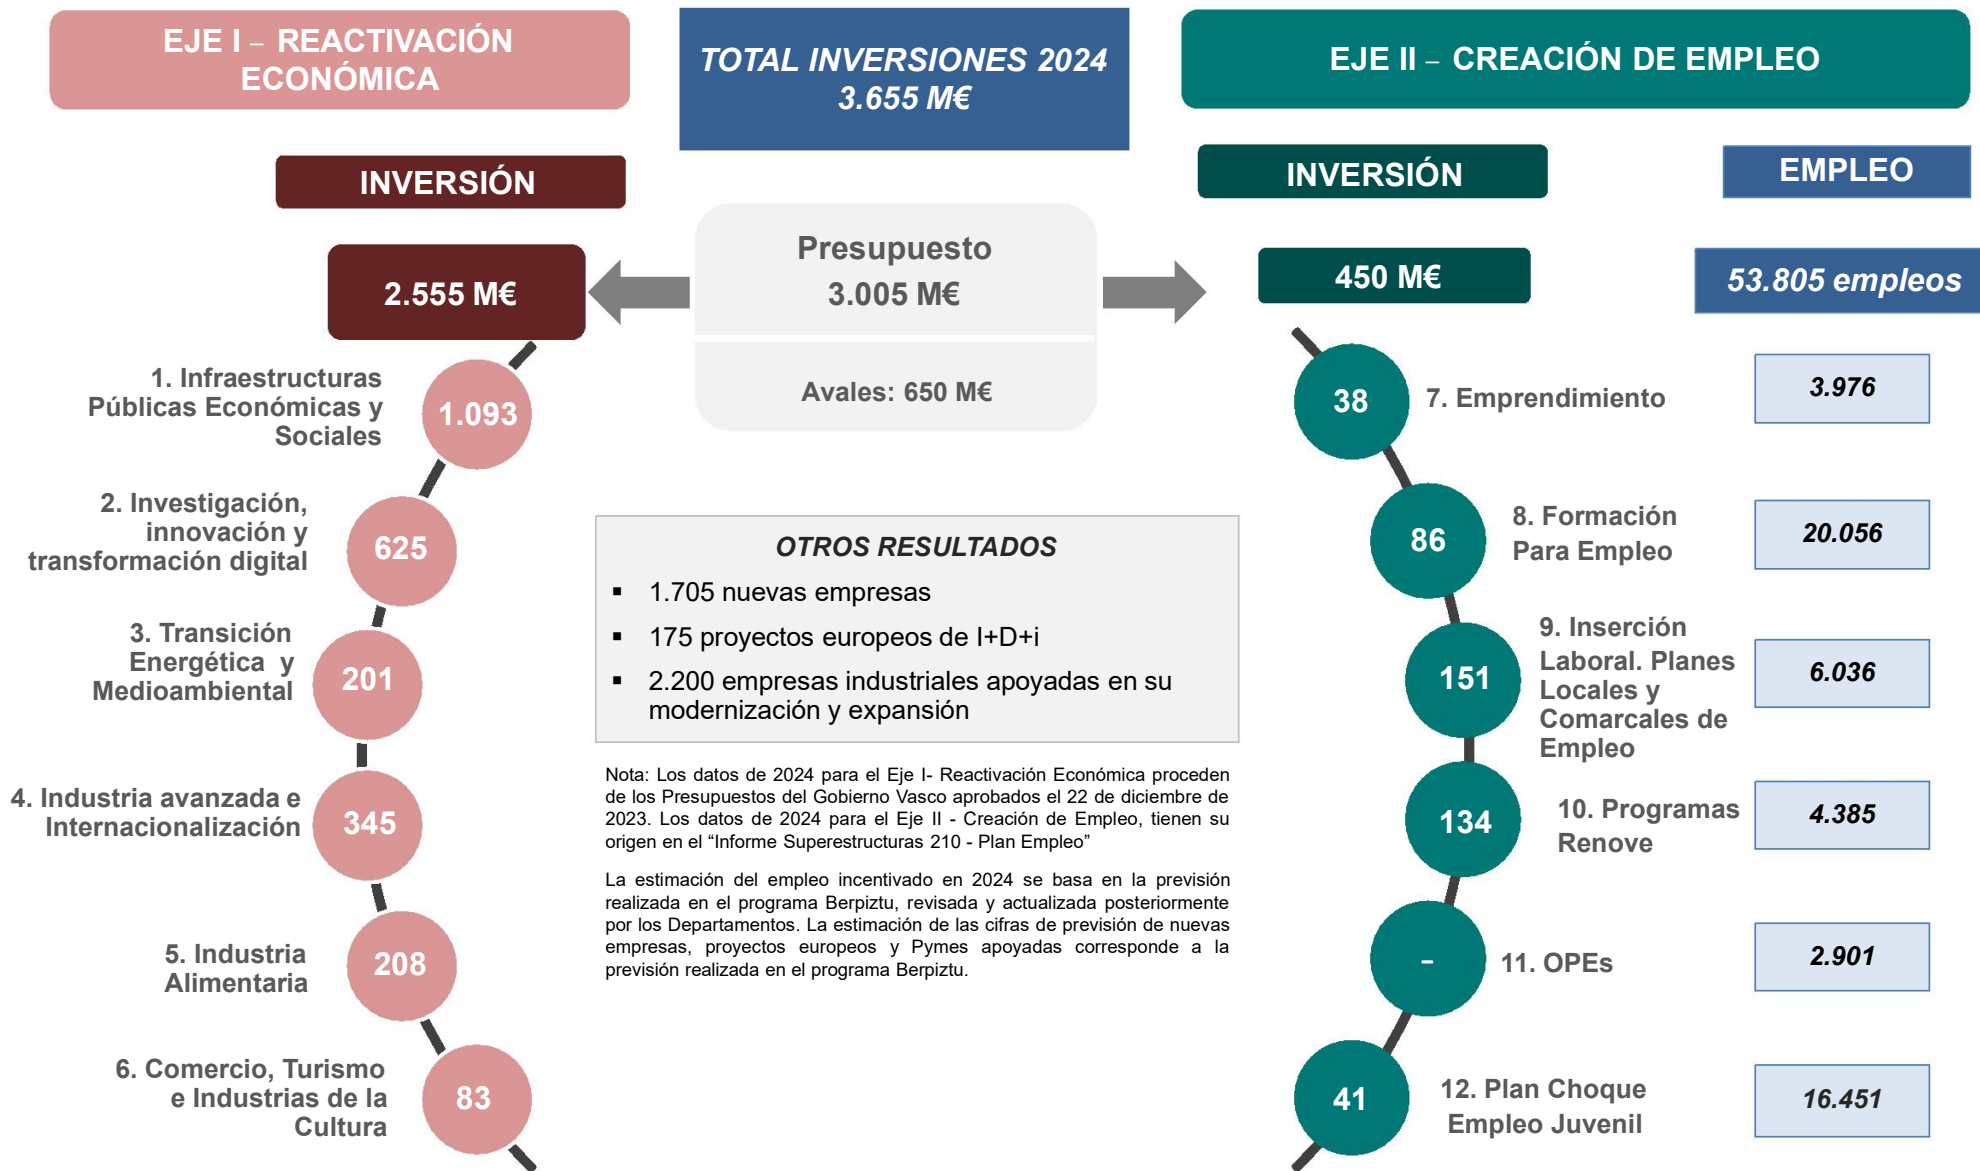 EJE I – REACTIVACIÓN
ECONÓMICA
TOTAL INVERSIONES 2024
3.655 M€
EJE II – CREACIÓN DE EMPLEO
INVERSIÓN
INVERSIÓN
EMPLEO
2.555 M€
Presupuesto
3.005 M€
Avales: 650 M€
450 M€
53.805 empleos
1. Infraestructuras
Públicas Económicas y
Sociales
1.093
2. Investigación,
innovación y
transformación digital
625
3. Transición
Energética y
Medioambiental
201
4. Industria avanzada e
Internacionalización
345
5. Industria
Alimentaria
208
6. Comercio, Turismo
e Industrias de la
Cultura
83
OTROS RESULTADOS
▪ 1.705 nuevas empresas
▪ 175 proyectos europeos de I+D+i
▪ 2.200 empresas industriales apoyadas en su
modernización y expansión
Nota: Los datos de 2024 para el Eje I- Reactivación Económica proceden
de los Presupuestos del Gobierno Vasco aprobados el 22 de diciembre de
2023. Los datos de 2024 para el Eje II - Creación de Empleo, tienen su
origen en el “Informe Superestructuras 210 - Plan Empleo”
La estimación del empleo incentivado en 2024 se basa en la previsión
realizada en el programa Berpiztu, revisada y actualizada posteriormente
por los Departamentos. La estimación de las cifras de previsión de nuevas
empresas, proyectos europeos y Pymes apoyadas corresponde a la
previsión realizada en el programa Berpiztu.
38
7. Emprendimiento
3.976
86
8. Formación
Para Empleo
20.056
151
9. Inserción
Laboral. Planes
Locales y
Comarcales de
Empleo
6.036
134
10. Programas
Renove
4.385
-
11. OPEs
2.901
41
12. Plan Choque
Empleo Juvenil
16.451